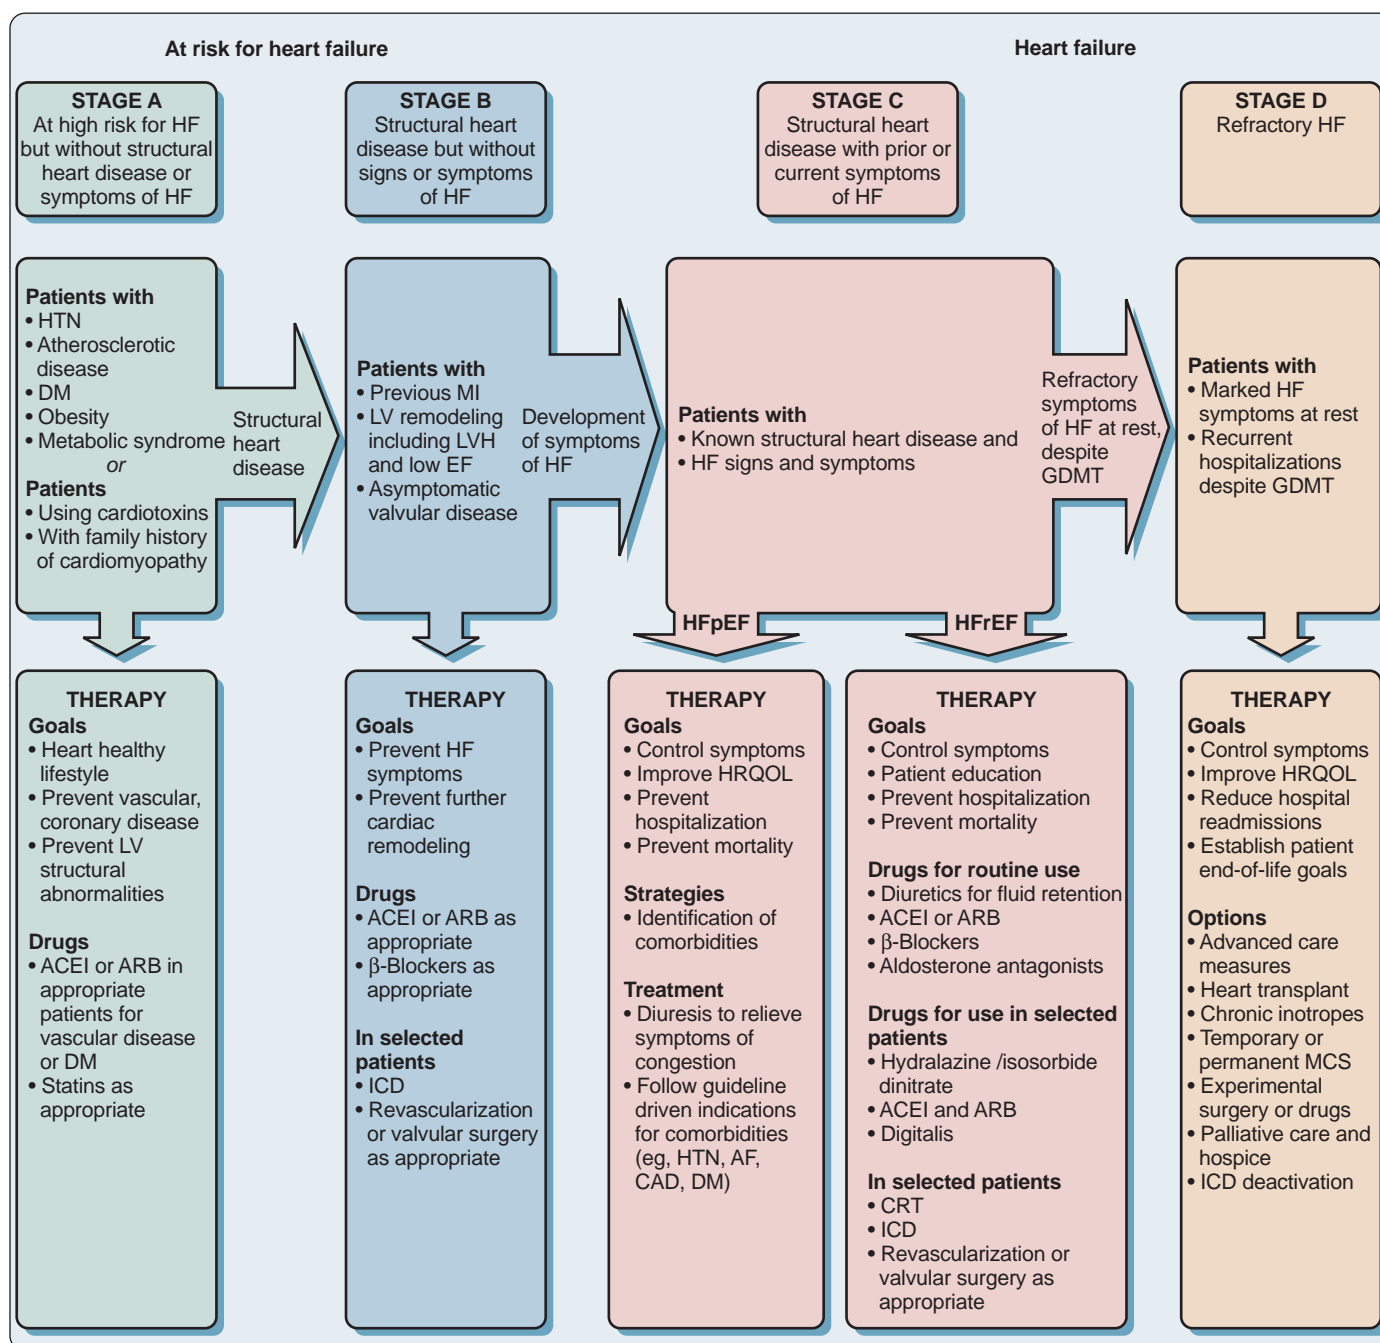 At risk for heart failure
Heart failure
STAGE A
At high risk for HF
but without structural
heart disease or
symptoms of HF
STAGE B
Structural heart
disease but without
signs or symptoms
of HF
STAGE C
Structural heart
disease with prior or
current symptoms
of HF
STAGE D
Refractory HF
Patients with
• HTN
• Atherosclerotic
disease
• DM
• Obesity
• Metabolic syndrome
or
Patients
• Using cardiotoxins
• With family history
of cardiomyopathy
Structural
heart
disease
Patients with
• Previous MI
• LV remodeling
including LVH
and low EF
• Asymptomatic
valvular disease
Development
of symptoms
of HF
Patients with
• Known structural heart disease and
• HF signs and symptoms
Refractory
symptoms
of HF at rest,
despite
GDMT
Patients with
• Marked HF
symptoms at rest
• Recurrent
hospitalizations
despite GDMT
HFpEF
HFrEF
THERAPY
Goals
• Heart healthy
lifestyle
• Prevent vascular,
coronary disease
• Prevent LV
structural
abnormalities
Drugs
• ACEI or ARB in
appropriate
patients for
vascular disease
or DM
• Statins as
appropriate
THERAPY
Goals
• Prevent HF
symptoms
• Prevent further
cardiac
remodeling
Drugs
• ACEI or ARB as
appropriate
• β-Blockers as
appropriate
In selected
patients
• ICD
• Revascularization
or valvular surgery
as appropriate
THERAPY
Goals
• Control symptoms
• Improve HRQOL
• Prevent
hospitalization
• Prevent mortality
Strategies
• Identification of
comorbidities
Treatment
• Diuresis to relieve
symptoms of
congestion
• Follow guideline
driven indications
for comorbidities
(eg, HTN, AF,
CAD, DM)
THERAPY
Goals
• Control symptoms
• Patient education
• Prevent hospitalization
• Prevent mortality
Drugs for routine use
• Diuretics for fluid retention
• ACEI or ARB
• β-Blockers
• Aldosterone antagonists
Drugs for use in selected
patients
• Hydralazine /isosorbide
dinitrate
• ACEI and ARB
• Digitalis
In selected patients
• CRT
• ICD
• Revascularization or
valvular surgery as
appropriate
THERAPY
Goals
• Control symptoms
• Improve HRQOL
• Reduce hospital
readmissions
• Establish patient
end-of-life goals
Options
• Advanced care
measures
• Heart transplant
• Chronic inotropes
• Temporary or
permanent MCS
• Experimental
surgery or drugs
• Palliative care and
hospice
• ICD deactivation